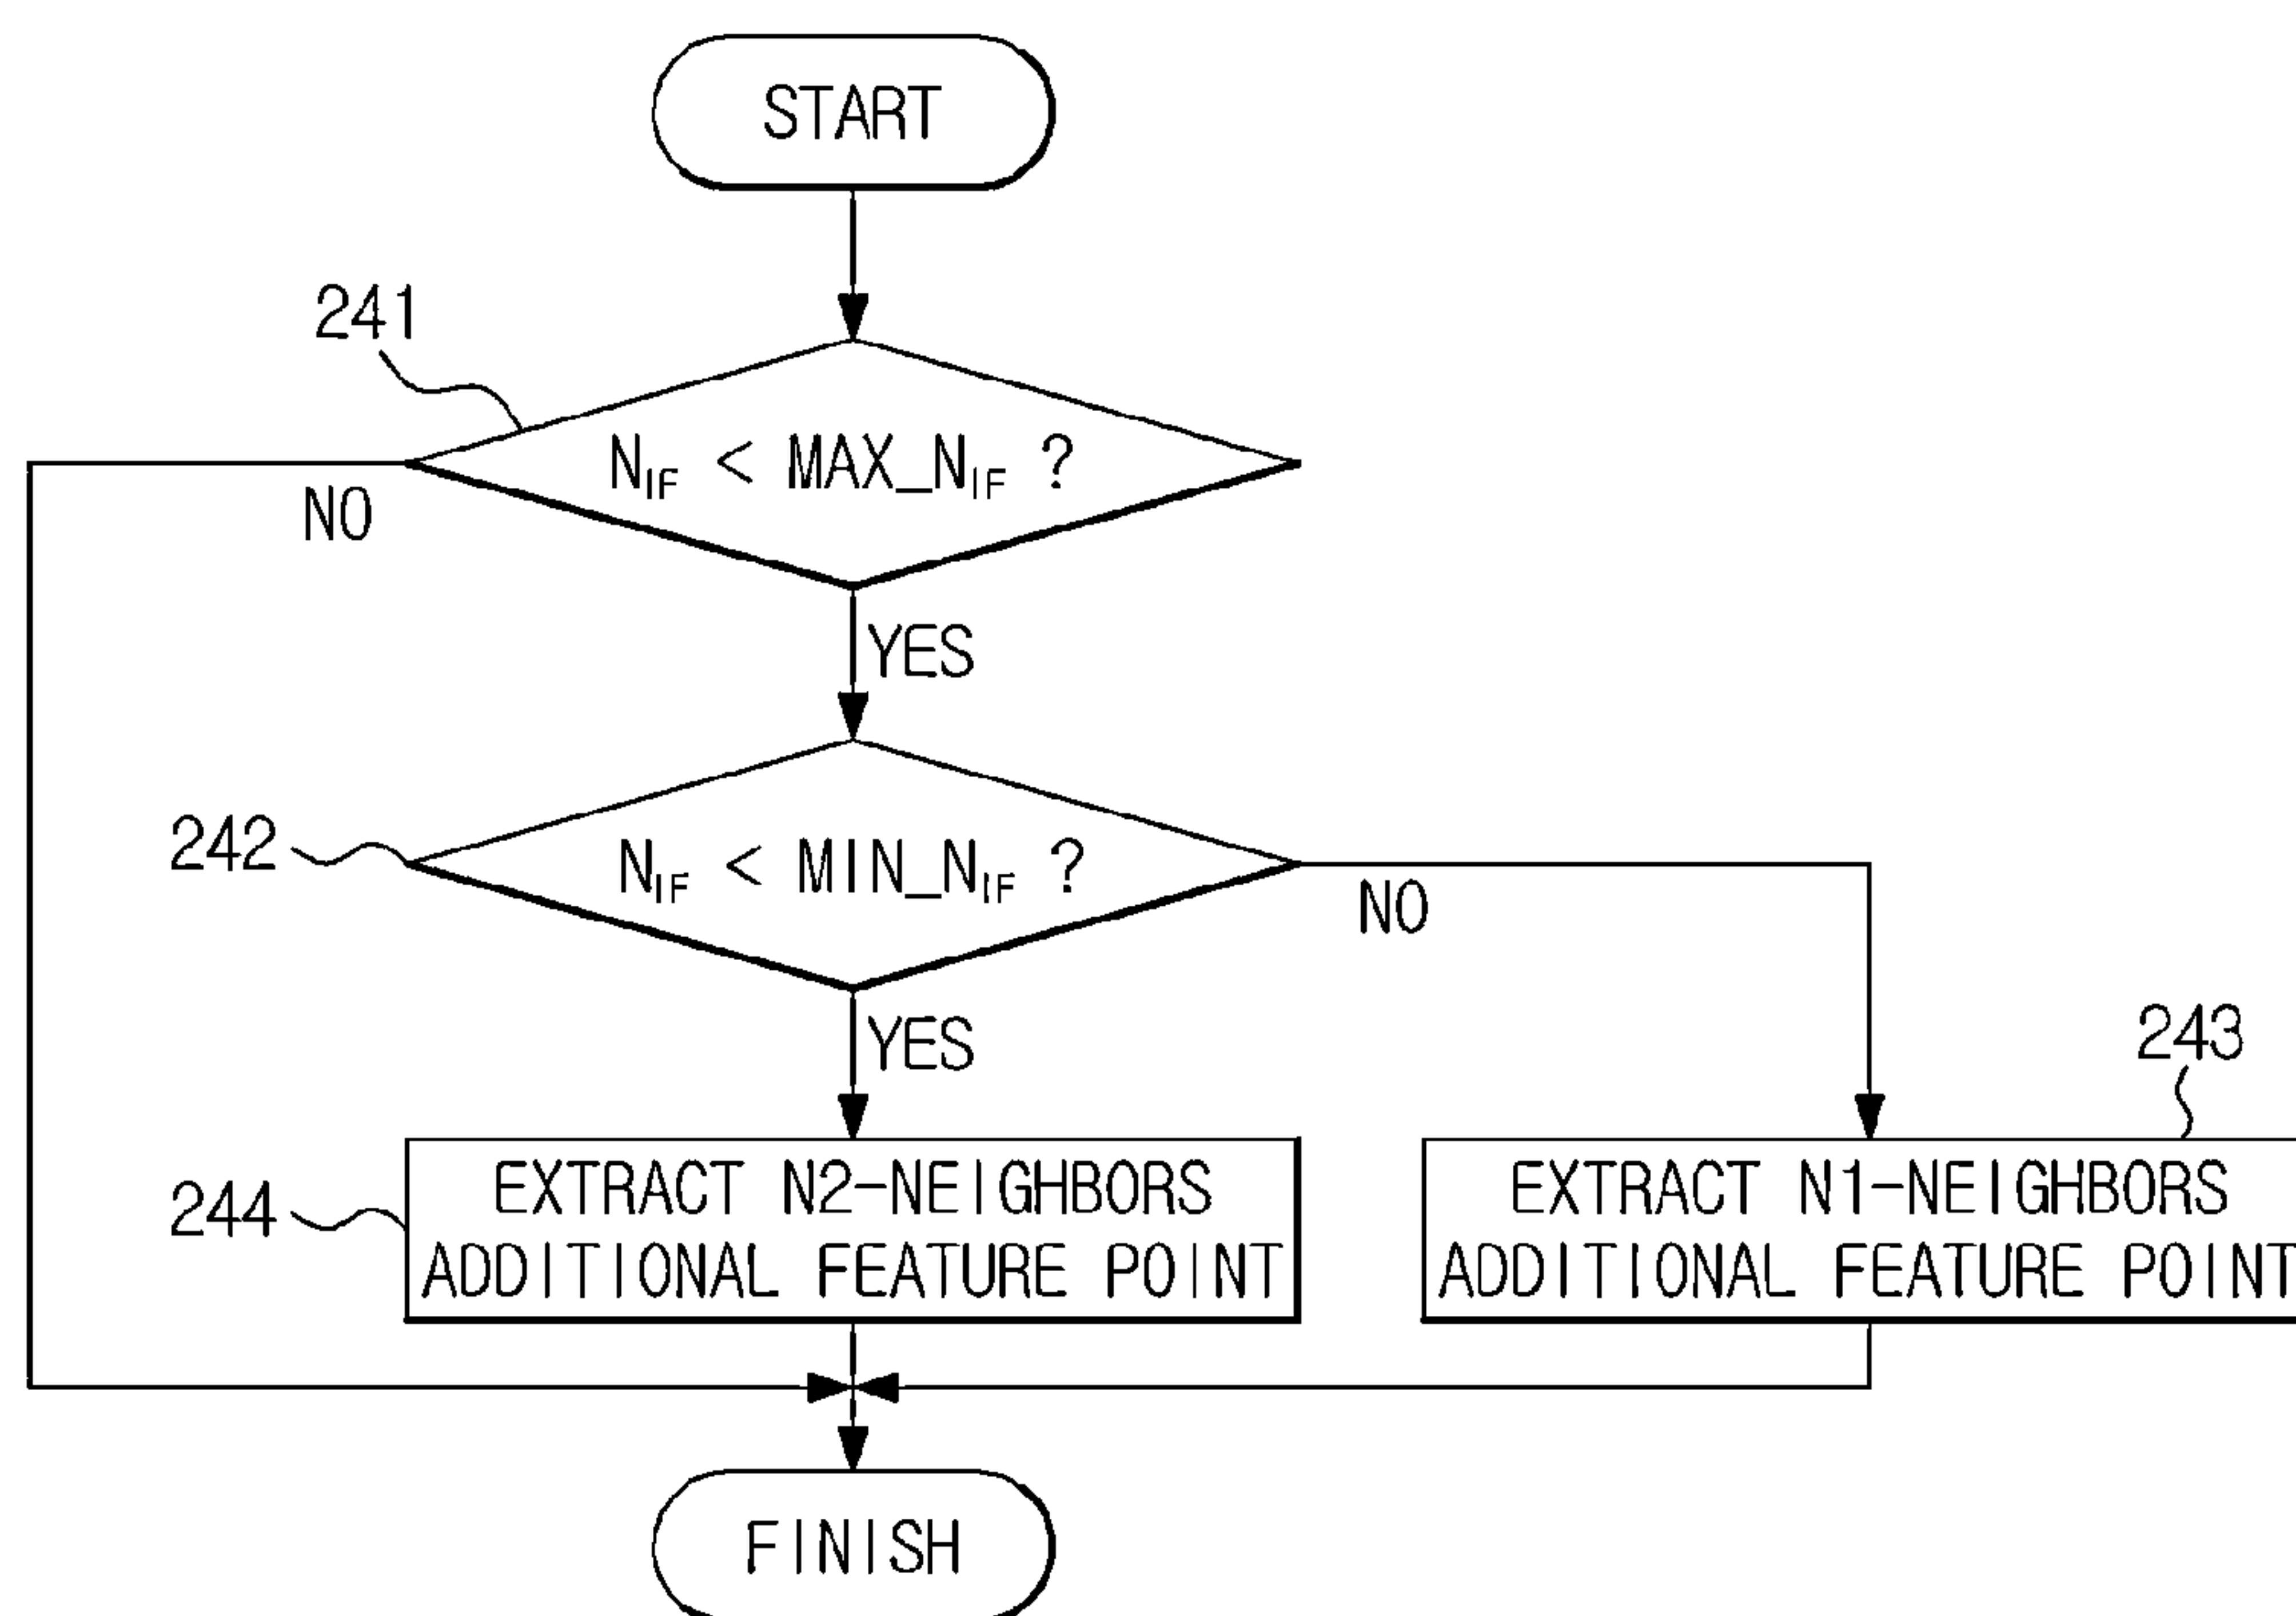 START
241
N_IF < MAX_N_IF ?
NO
YES
242
N_IF < MIN_N_IF ?
NO
YES
243
244
EXTRACT N2-NEIGHBORS
ADDITIONAL FEATURE POINT
EXTRACT N1-NEIGHBORS
ADDITIONAL FEATURE POINT
FINISH